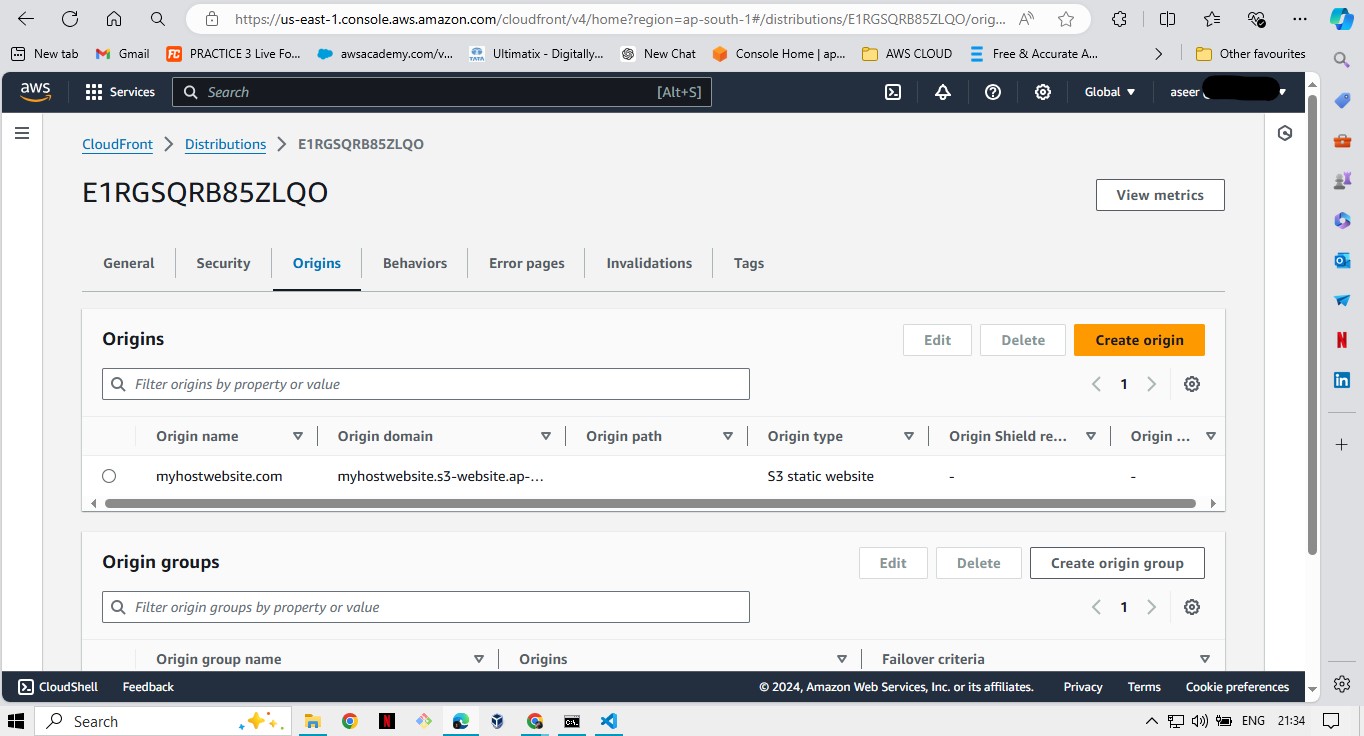 https://us-east-1.console.aws.amazon.com/cloudfront/v4/home?region=ap-south-1#/distributions/E1RGSQRB85ZLQO/orig...
New tab Gmail PRACTICE 3 Live Fo... awsacademy.com/v... Ultimatix - Digitally... New Chat Console Home | ap... AWS CLOUD Free & Accurate A... Other favourites
aws Services Search [Alt+S] Global aseer
CloudFront Distributions E1RGSQRB85ZLQO
E1RGSQRB85ZLQO
View metrics
General Security Origins Behaviors Error pages Invalidations Tags
Origins Edit Delete Create origin
Filter origins by property or value 1
Origin name Origin domain Origin path Origin type Origin Shield re... Origin ...
myhostwebsite.com myhostwebsite.s3-website.ap-... S3 static website - -
Origin groups Edit Delete Create origin group
Filter origin groups by property or value 1
Origin group name Origins Failover criteria
CloudShell Feedback © 2024, Amazon Web Services, Inc. or its affiliates. Privacy Terms Cookie preferences
Search ENG 21:34